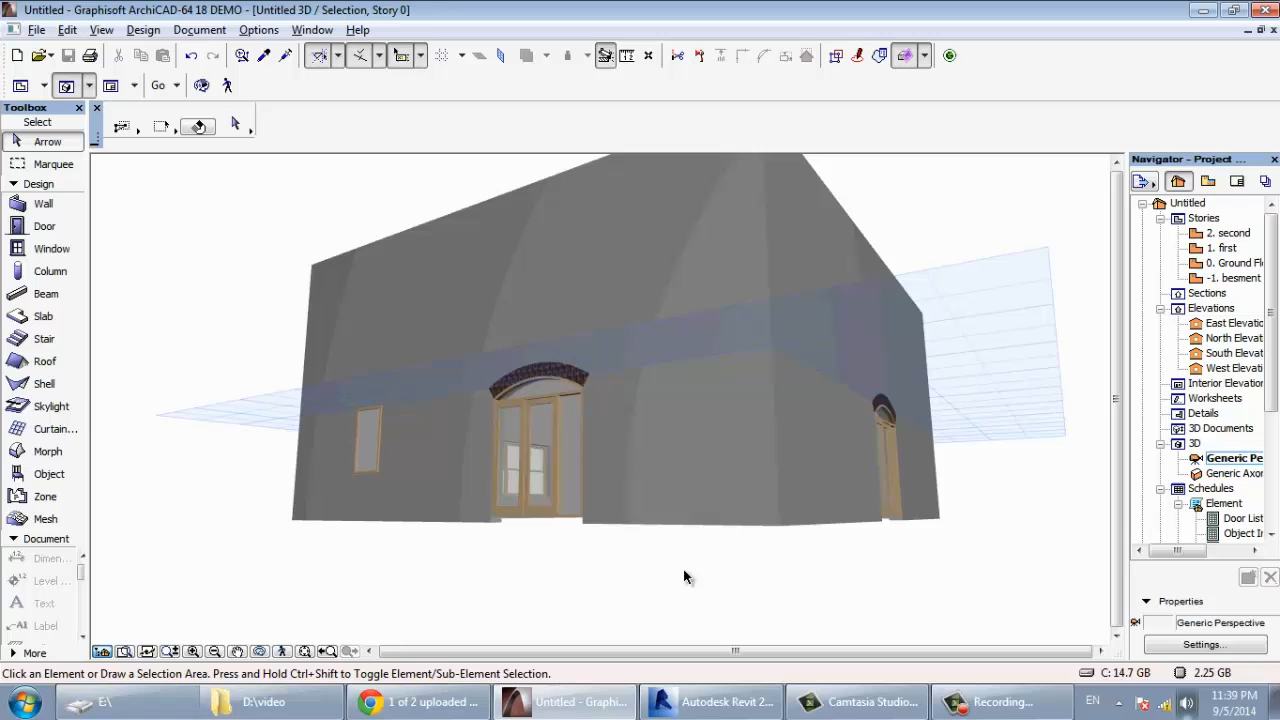 Untitled - Graphisoft ArchiCAD-64 18 DEMO - [Untitled 3D / Selection, Story 0]
File Edit View Design Document Options Window Help
Go
Toolbox
Select
Arrow
Marquee
Design
Wall
Door
Window
Column
Beam
Slab
Stair
Roof
Shell
Skylight
Curtain...
Morph
Object
Zone
Mesh
Document
Dimen...
Level ...
Text
Label
More
Navigator - Project ...
Untitled
Stories
2. second
1. first
0. Ground Fl
-1. besment
Sections
Elevations
East Elevatio
North Elevati
South Elevati
West Elevati
Interior Elevation
Worksheets
Details
3D Documents
3D
Generic Pe
Generic Axor
Schedules
Element
Door List
Object In
Properties
Generic Perspective
Settings...
Click an Element or Draw a Selection Area. Press and Hold Ctrl+Shift to Toggle Element/Sub-Element Selection.
C: 14.7 GB
2.25 GB
E:\
D:\video
1 of 2 uploaded ...
Untitled - Graphi...
Autodesk Revit 2...
Camtasia Studio...
Recording...
EN
11:39 PM
9/5/2014